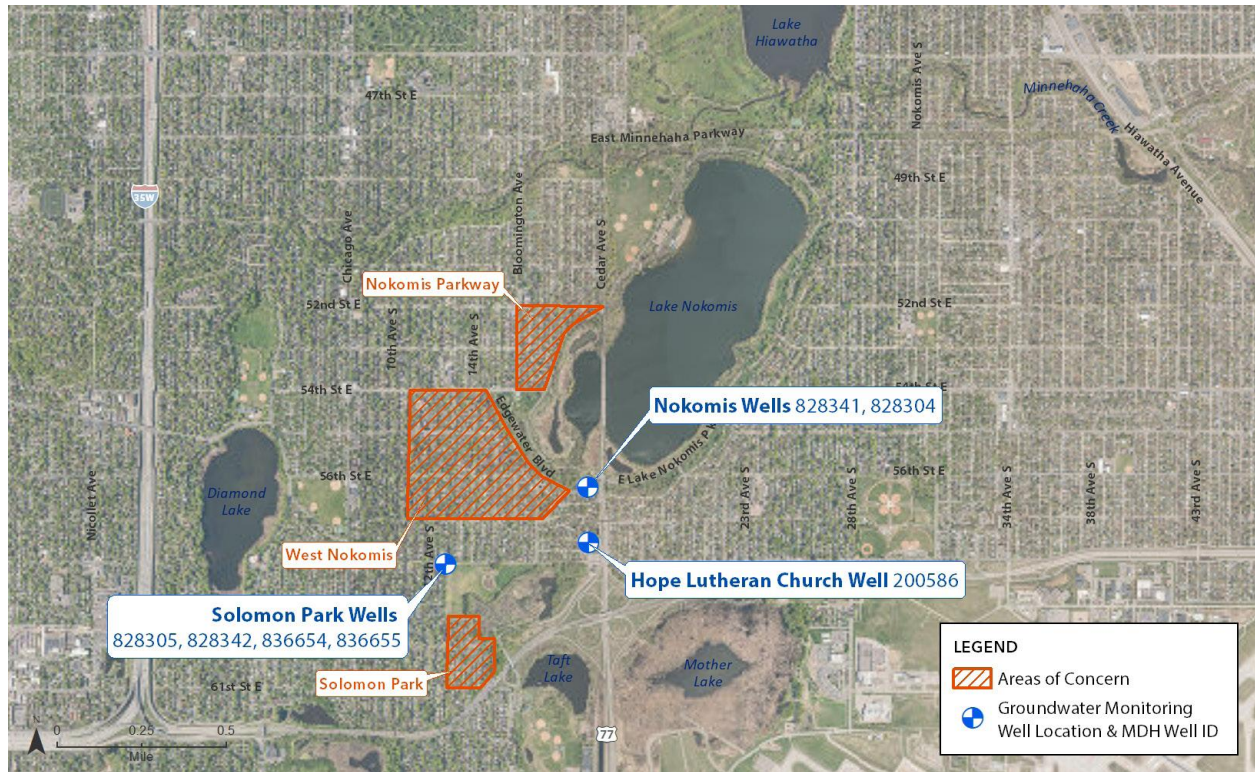 Lake
Hiawatha
47th St E
Nokomis Ave S
Minnehaha Creek
Hiawatha Avenue
East Minnehaha Parkway
49th St E
35W
Chicago Ave
Bloomington Ave
Cedar Ave S
Nokomis Parkway
52nd St E
Lake Nokomis
52nd St E
10th Ave S
14th Ave S
54th St E
54th St E
Nokomis Wells 828341, 828304
Edgewater Blvd
E Lake Nokomis
56th St E
56th St E
Nicollet Ave
Diamond
Lake
23rd Ave S
28th Ave S
34th Ave S
38th Ave S
43rd Ave S
West Nokomis
2th Ave S
Hope Lutheran Church Well 200586
Solomon Park Wells
828305, 828342, 836654, 836655
Solomon Park
61st St E
Taft
Lake
Mother
Lake
77
N
0 0.25 0.5
Mile
LEGEND
Areas of Concern
Groundwater Monitoring
Well Location & MDH Well ID